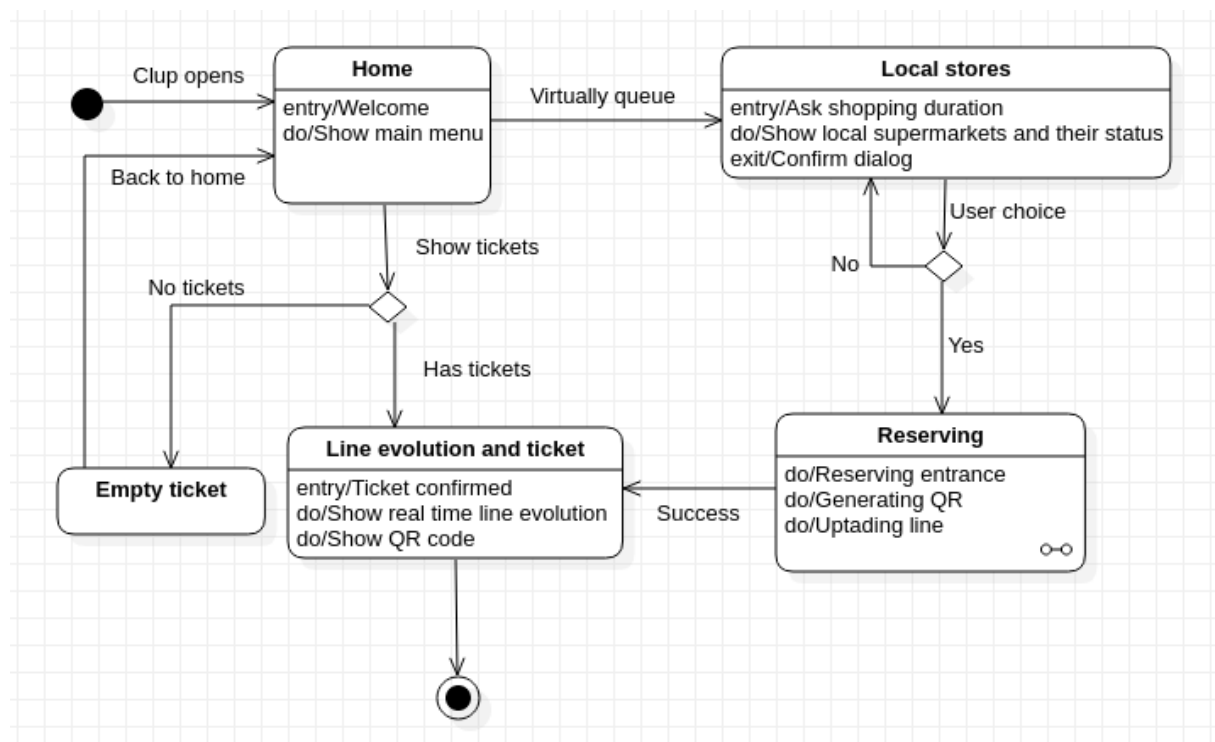 Clup opens
Home
entry/Welcome
do/Show main menu
Virtually queue
Local stores
entry/Ask shopping duration
do/Show local supermarkets and their status
exit/Confirm dialog
Back to home
Show tickets
User choice
No
No tickets
Yes
Has tickets
Empty ticket
Line evolution and ticket
entry/Ticket confirmed
do/Show real time line evolution
do/Show QR code
Success
Reserving
do/Reserving entrance
do/Generating QR
do/Uptading line